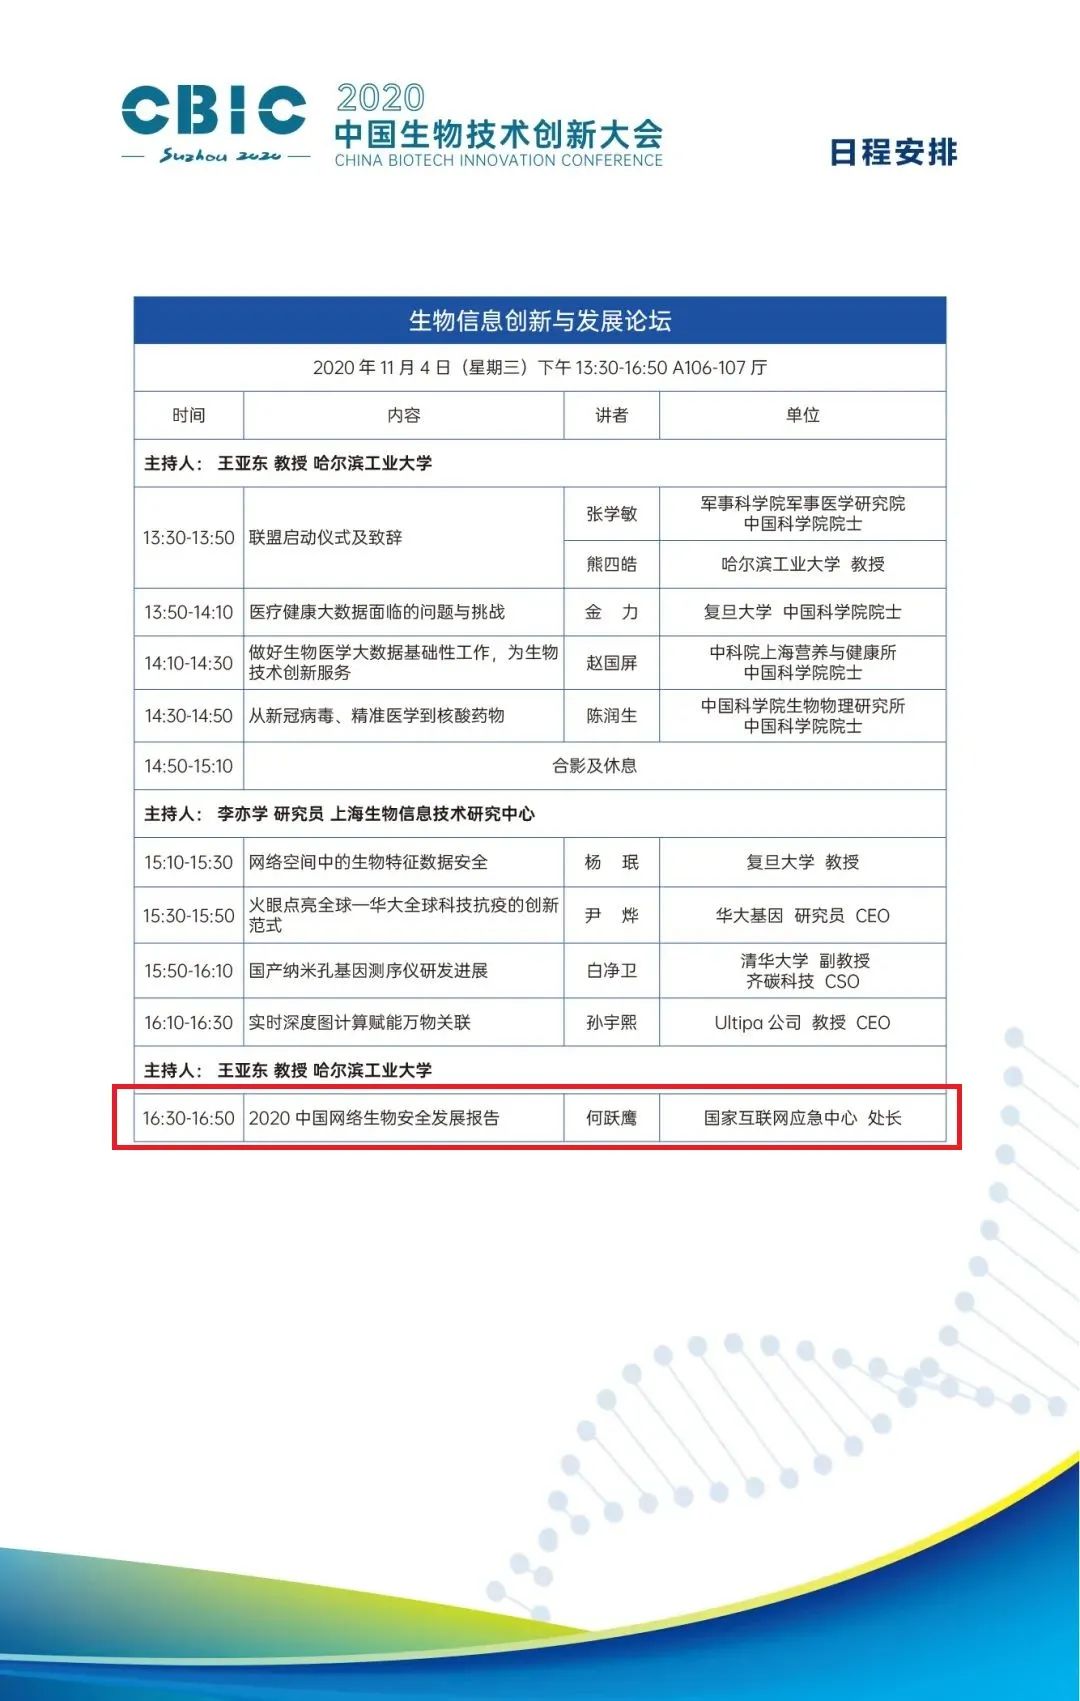 CBIC
Suzhou 2020
2020
中国生物技术创新大会
CHINA BIOTECH INNOVATION CONFERENCE
日程安排
生物信息创新与发展论坛
2020 年 11 月 4 日（星期三）下午 13:30-16:50 A106-107 厅
时间 内容 讲者 单位
主持人： 王亚东 教授 哈尔滨工业大学
13:30-13:50 联盟启动仪式及致辞
张学敏 军事科学院军事医学研究院
中国科学院院士
熊四皓 哈尔滨工业大学 教授
13:50-14:10 医疗健康大数据面临的问题与挑战 金 力 复旦大学 中国科学院院士
14:10-14:30 做好生物医学大数据基础性工作，为生物
技术创新服务
赵国屏 中科院上海营养与健康所
中国科学院院士
14:30-14:50 从新冠病毒、精准医学到核酸药物 陈润生 中国科学院生物物理研究所
中国科学院院士
14:50-15:10 合影及休息
主持人： 李亦学 研究员 上海生物信息技术研究中心
15:10-15:30 网络空间中的生物特征数据安全 杨 珉 复旦大学 教授
15:30-15:50 火眼点亮全球—华大全球科技抗疫的创新
范式
尹 烨 华大基因 研究员 CEO
15:50-16:10 国产纳米孔基因测序仪研发进展 白净卫 清华大学 副教授
齐碳科技 CSO
16:10-16:30 实时深度图计算赋能万物关联 孙宇熙 Ultipa 公司 教授 CEO
主持人： 王亚东 教授 哈尔滨工业大学
16:30-16:50 2020 中国网络生物安全发展报告 何跃鹰 国家互联网应急中心 处长